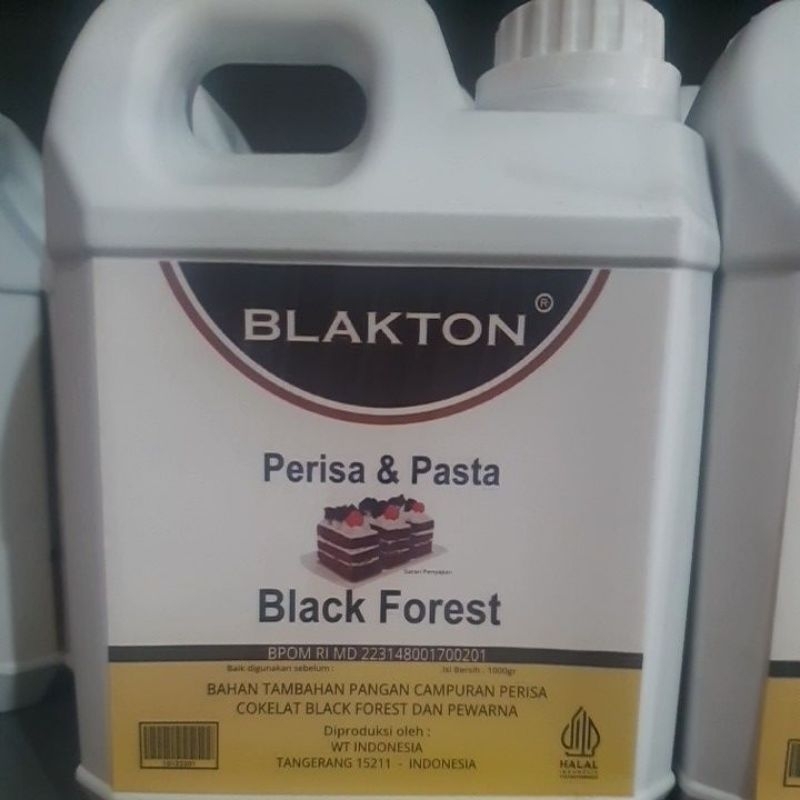 BLAKTON ®
Perisa & Pasta
Saran Penyajian
Black Forest
BPOM RI MD 223148001700201
Baik digunakan sebelum : Isi Bersih . 1000gr
BAHAN TAMBAHAN PANGAN CAMPURAN PERISA
COKELAT BLACK FOREST DAN PEWARNA
Diproduksi oleh :
WT INDONESIA
TANGERANG 15211 - INDONESIA
HALAL
INDONESIA